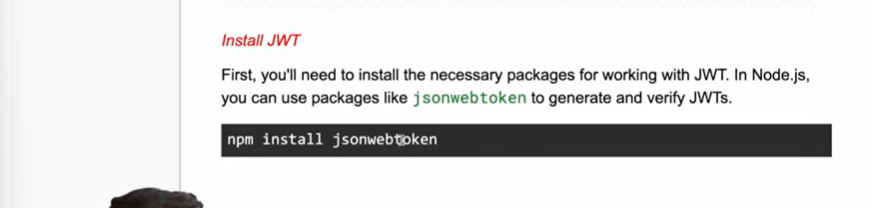 Install JWT
First, you'll need to install the necessary packages for working with JWT. In Node.js,
you can use packages like jsonwebtoken to generate and verify JWTs.
npm install jsonwebtoken